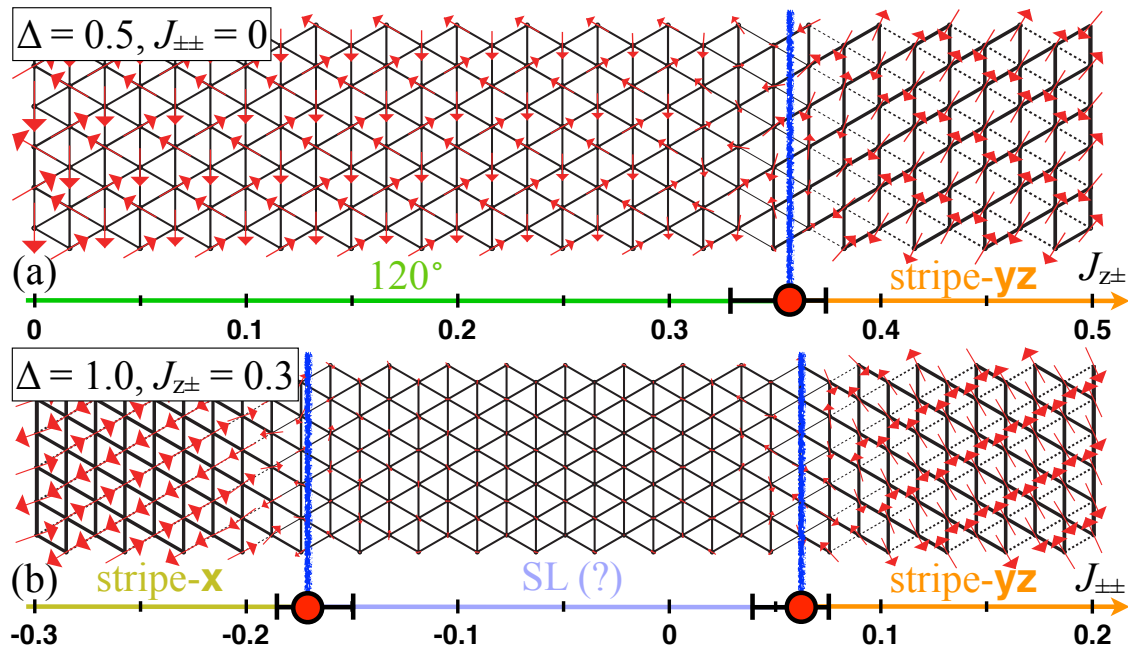 Δ = 0.5, J±± = 0
(a)
120°
stripe-yz
Jz±
0 0.1 0.2 0.3 0.4 0.5
Δ = 1.0, Jz± = 0.3
(b)
stripe-x
SL (?)
stripe-yz
J±±
-0.3 -0.2 -0.1 0 0.1 0.2